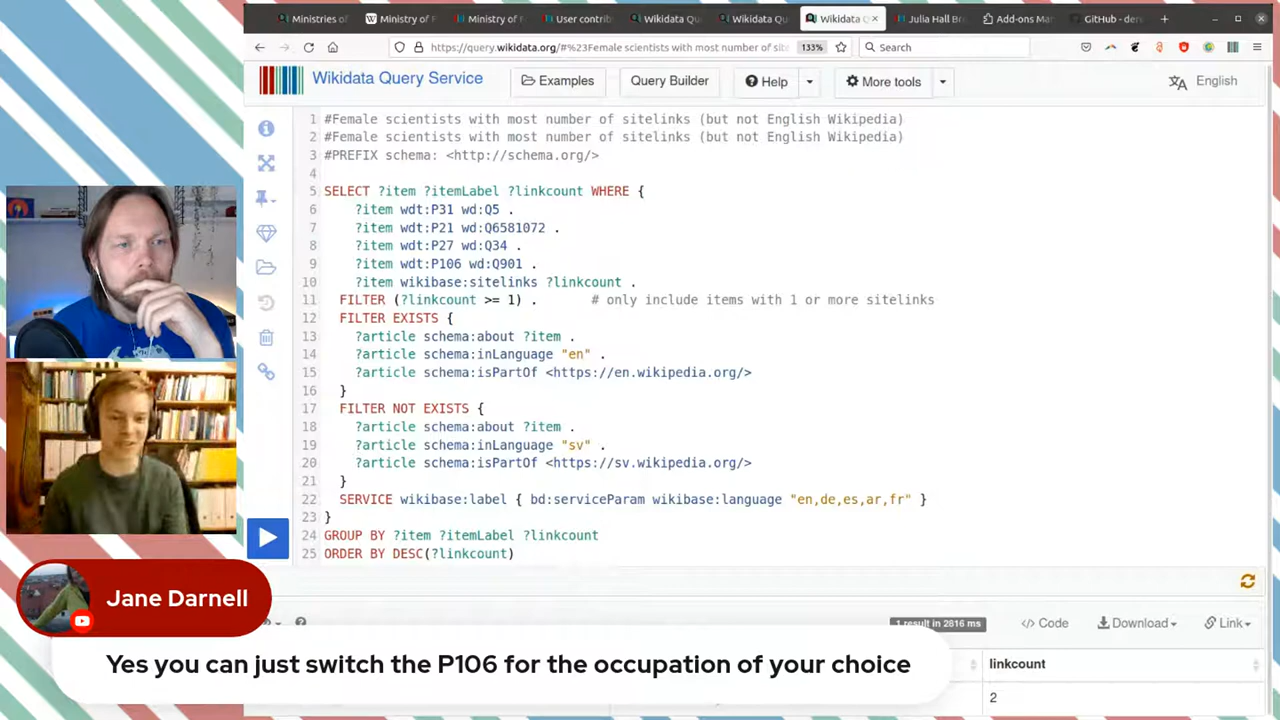 Ministries of
Ministry of F
Ministry of F
User contrib
Wikidata Qu
Wikidata Qu
Wikidata Q
Julia Hall Br
Add-ons Ma
GitHub - der
https://query.wikidata.org/#%23Female scientists with most number of site
133%
Search
Wikidata Query Service
Examples
Query Builder
Help
More tools
English
1 #Female scientists with most number of sitelinks (but not English Wikipedia)
2 #Female scientists with most number of sitelinks (but not English Wikipedia)
3 #PREFIX schema: <http://schema.org/>
4
5 SELECT ?item ?itemLabel ?linkcount WHERE {
6 ?item wdt:P31 wd:Q5 .
7 ?item wdt:P21 wd:Q6581072 .
8 ?item wdt:P27 wd:Q34 .
9 ?item wdt:P106 wd:Q901 .
10 ?item wikibase:sitelinks ?linkcount .
11 FILTER (?linkcount >= 1) . # only include items with 1 or more sitelinks
12 FILTER EXISTS {
13 ?article schema:about ?item .
14 ?article schema:inLanguage "en" .
15 ?article schema:isPartOf <https://en.wikipedia.org/>
16 }
17 FILTER NOT EXISTS {
18 ?article schema:about ?item .
19 ?article schema:inLanguage "sv" .
20 ?article schema:isPartOf <https://sv.wikipedia.org/>
21 }
22 SERVICE wikibase:label { bd:serviceParam wikibase:language "en,de,es,ar,fr" }
23 }
24 GROUP BY ?item ?itemLabel ?linkcount
25 ORDER BY DESC(?linkcount)
Jane Darnell
1 result in 2816 ms
</> Code
Download
Link
Yes you can just switch the P106 for the occupation of your choice
linkcount
2